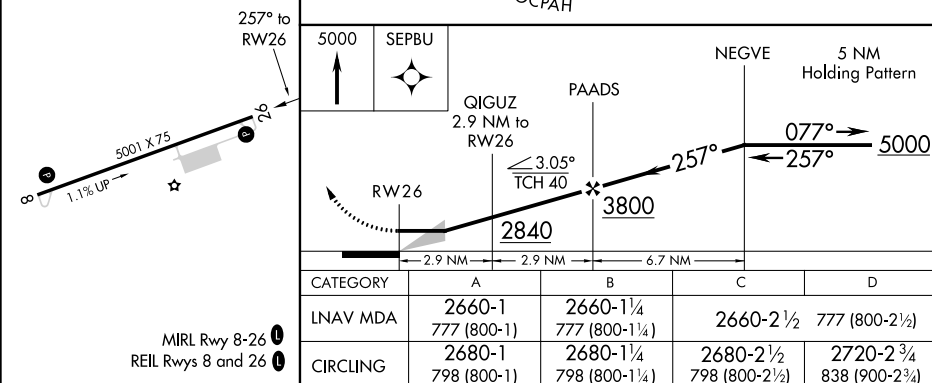 OCPAH
257° to
RW26
5001 X 75
1.1% UP
8
26
P
P
MIRL Rwy 8-26 L
REIL Rwys 8 and 26 L
5000
SEPBU
NEGVE
5 NM
Holding Pattern
PAADS
QIGUZ
2.9 NM to
RW26
077°
257°
5000
257°
3.05°
TCH 40
RW26
3800
2840
2.9 NM
2.9 NM
6.7 NM
CATEGORY A B C D
LNAV MDA 2660-1 777 (800-1) 2660-1¼ 777 (800-1¼) 2660-2½ 777 (800-2½)
CIRCLING 2680-1 798 (800-1) 2680-1¼ 798 (800-1¼) 2680-2½ 798 (800-2½) 2720-2¾ 838 (900-2¾)